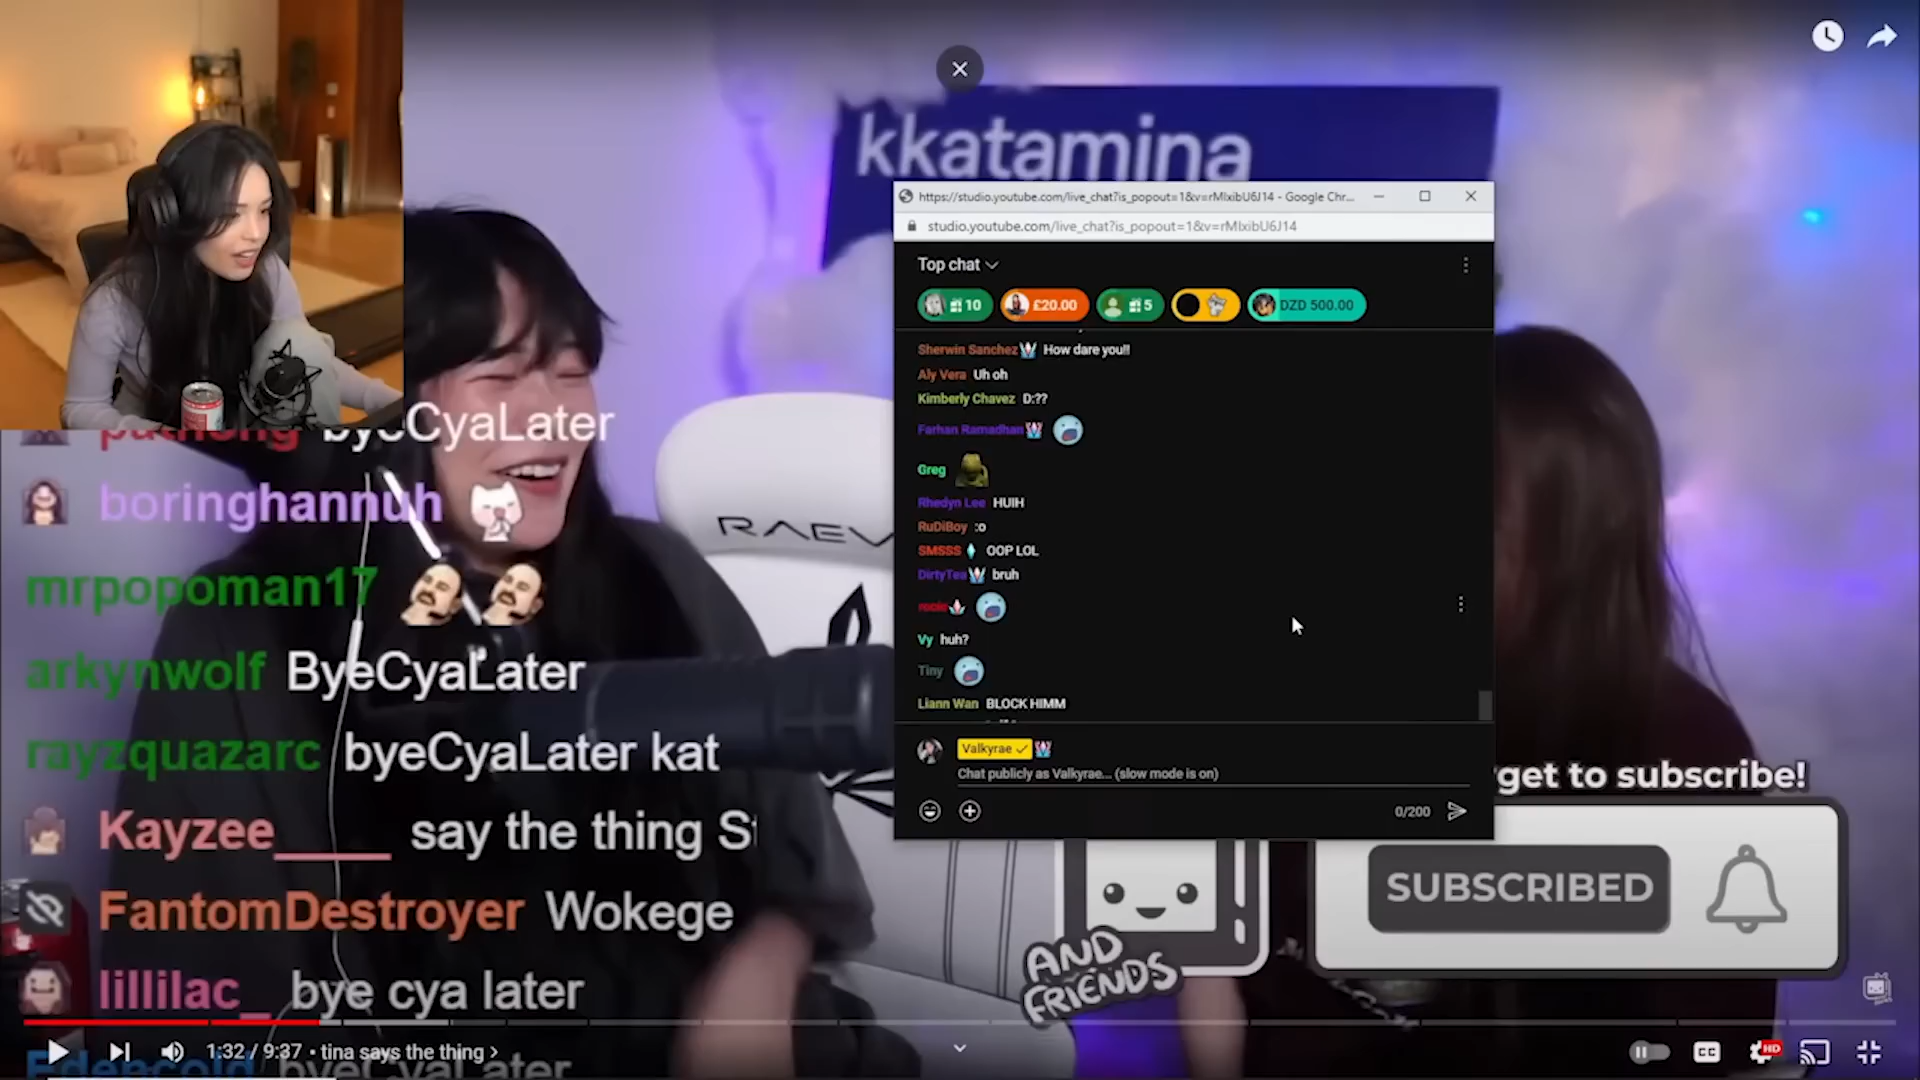 kkatamina
https://studio.youtube.com/live_chat?is_popout=1&v=rMlxibU6J14 - Google Chr...
studio.youtube.com/live_chat?is_popout=1&v=rMlxibU6J14
Top chat
10
£20.00
5
DZD 500.00
Sherwin Sanchez How dare you!!
Aly Vera Uh oh
Kimberly Chavez D:??
Farhan Ramadhan
Greg
Rhedyn Lee HUIH
RuDiBoy :o
SMSSS OOP LOL
DirtyTea bruh
Vy huh?
Tiny
Liann Wan BLOCK HIMM
Valkyrae
Chat publicly as Valkyrae... (slow mode is on)
0/200
RAEV
byeCyaLater
boringhannuh
mrpopoman17
arkynwolf ByeCyaLater
rayzquazarc byeCyaLater kat
Kayzee_____ say the thing St
FantomDestroyer Wokege
lillilac_ bye cya later
byeCyaLater
get to subscribe!
SUBSCRIBED
AND
FRIENDS
1:32 / 9:37 • tina says the thing
CC
HD